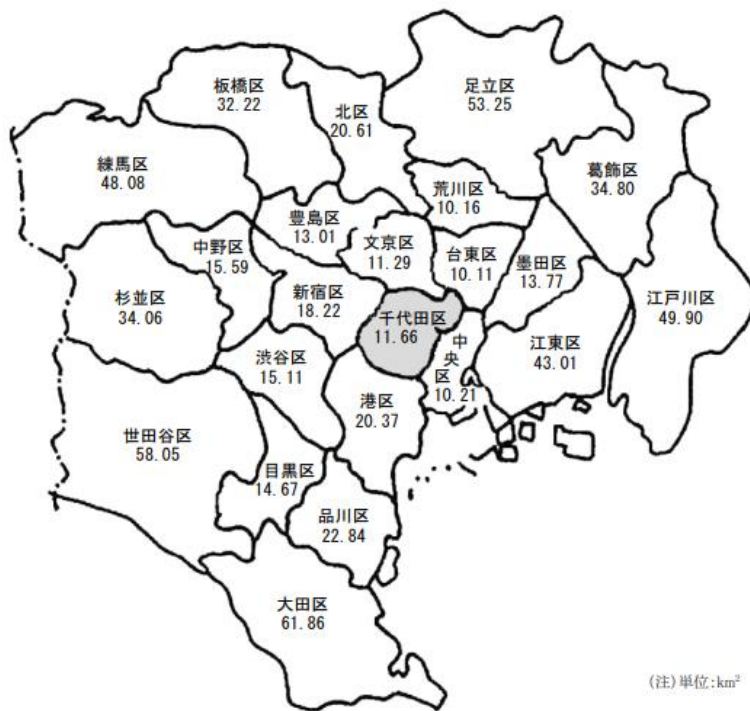 板橋区
32.22
北区
20.61
足立区
53.25
練馬区
48.08
荒川区
10.16
葛飾区
34.80
豊島区
13.01
文京区
11.29
台東区
10.11
墨田区
13.77
中野区
15.59
杉並区
34.06
新宿区
18.22
千代田区
11.66
中央区
10.21
江東区
43.01
江戸川区
49.90
渋谷区
15.11
港区
20.37
世田谷区
58.05
目黒区
14.67
品川区
22.84
大田区
61.86
(注)単位:km²